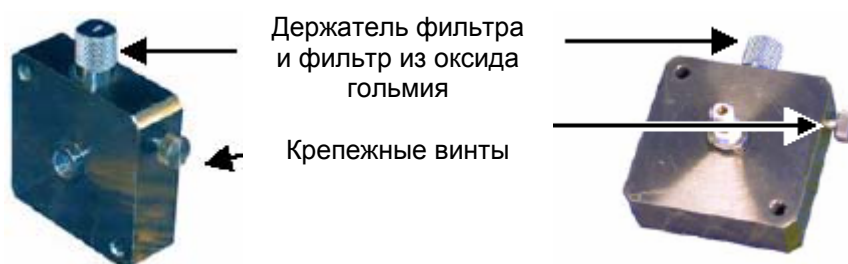 Держатель фильтра
и фильтр из оксида
гольмия
Крепежные винты